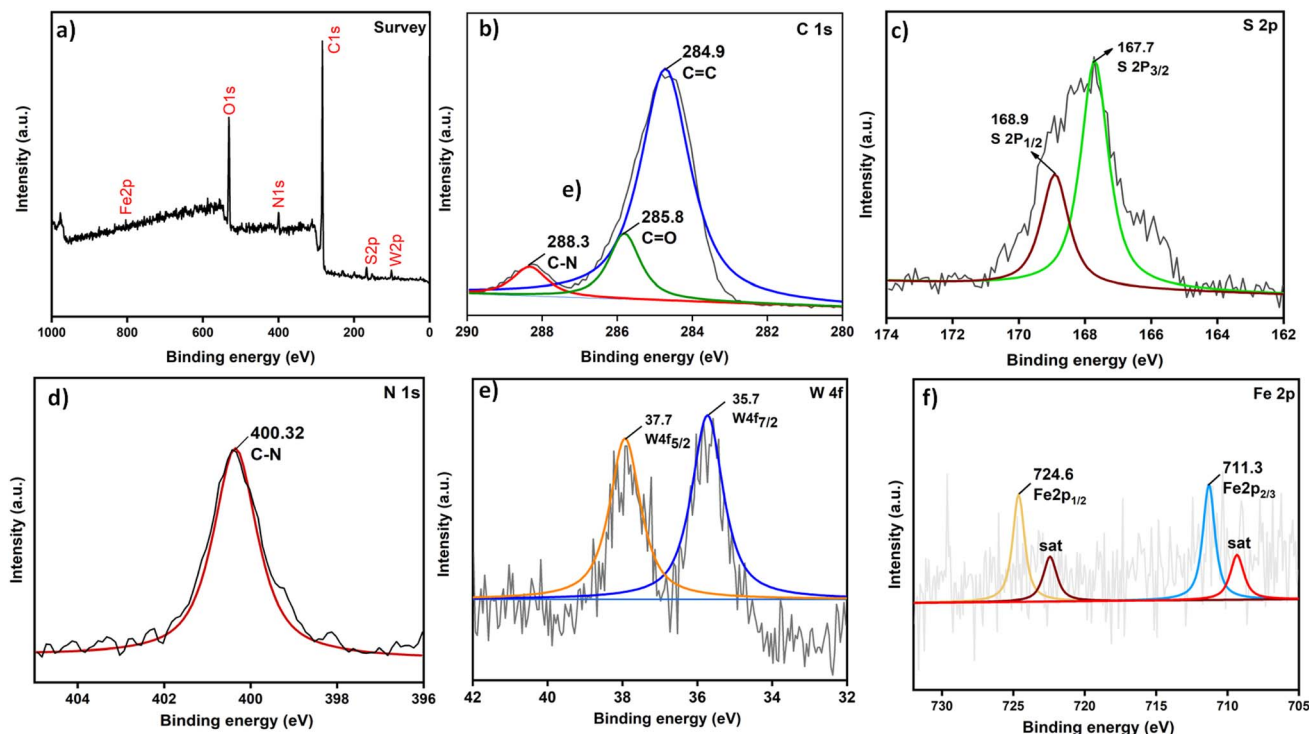 a)
Survey
C1s
O1s
Fe2p
N1s
S2p
W2p
Intensity (a.u.)
1000 800 600 400 200 0
Binding energy (eV)
b)
C 1s
284.9
C=C
e)
285.8
C=O
288.3
C-N
Intensity (a.u.)
290 288 286 284 282 280
Binding energy (eV)
c)
S 2p
167.7
S 2P3/2
168.9
S 2P1/2
Intensity (a.u.)
174 172 170 168 166 164 162
Binding energy (eV)
d)
N 1s
400.32
C-N
Intensity (a.u.)
404 402 400 398 396
Binding energy (eV)
e)
W 4f
37.7
W4f5/2
35.7
W4f7/2
Intensity (a.u.)
42 40 38 36 34 32
Binding energy (eV)
f)
Fe 2p
724.6
Fe2p1/2
711.3
Fe2p2/3
sat
sat
Intensity (a.u.)
730 725 720 715 710 705
Binding energy (eV)